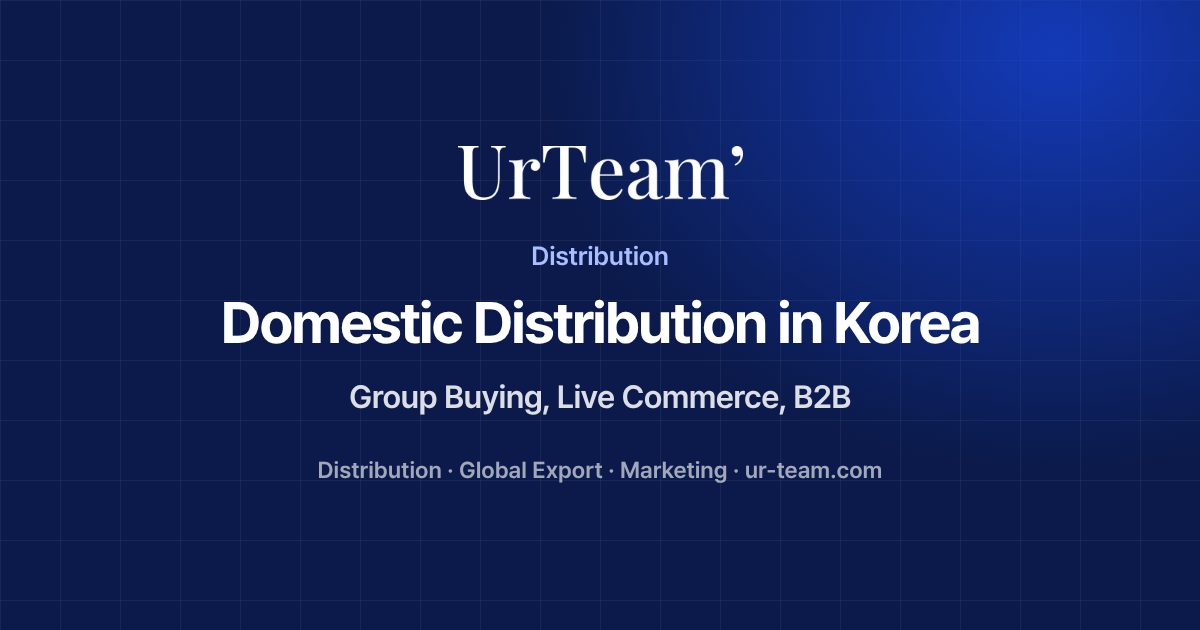 UrTeam’
Distribution
Domestic Distribution in Korea
Group Buying, Live Commerce, B2B
Distribution · Global Export · Marketing · ur-team.com